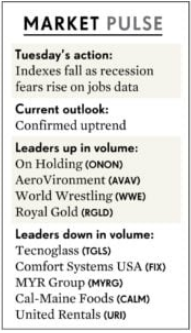 MARKET PULSE
Tuesday's action:
Indexes fall as recession
fears rise on jobs data
Current outlook:
Confirmed uptrend
Leaders up in volume:
On Holding (ONON)
AeroVironment (AVAV)
World Wrestling (WWE)
Royal Gold (RGLD)
Leaders down in volume:
Tecnoglass (TGLS)
Comfort Systems USA (FIX)
MYR Group (MYRG)
Cal-Maine Foods (CALM)
United Rentals (URI)